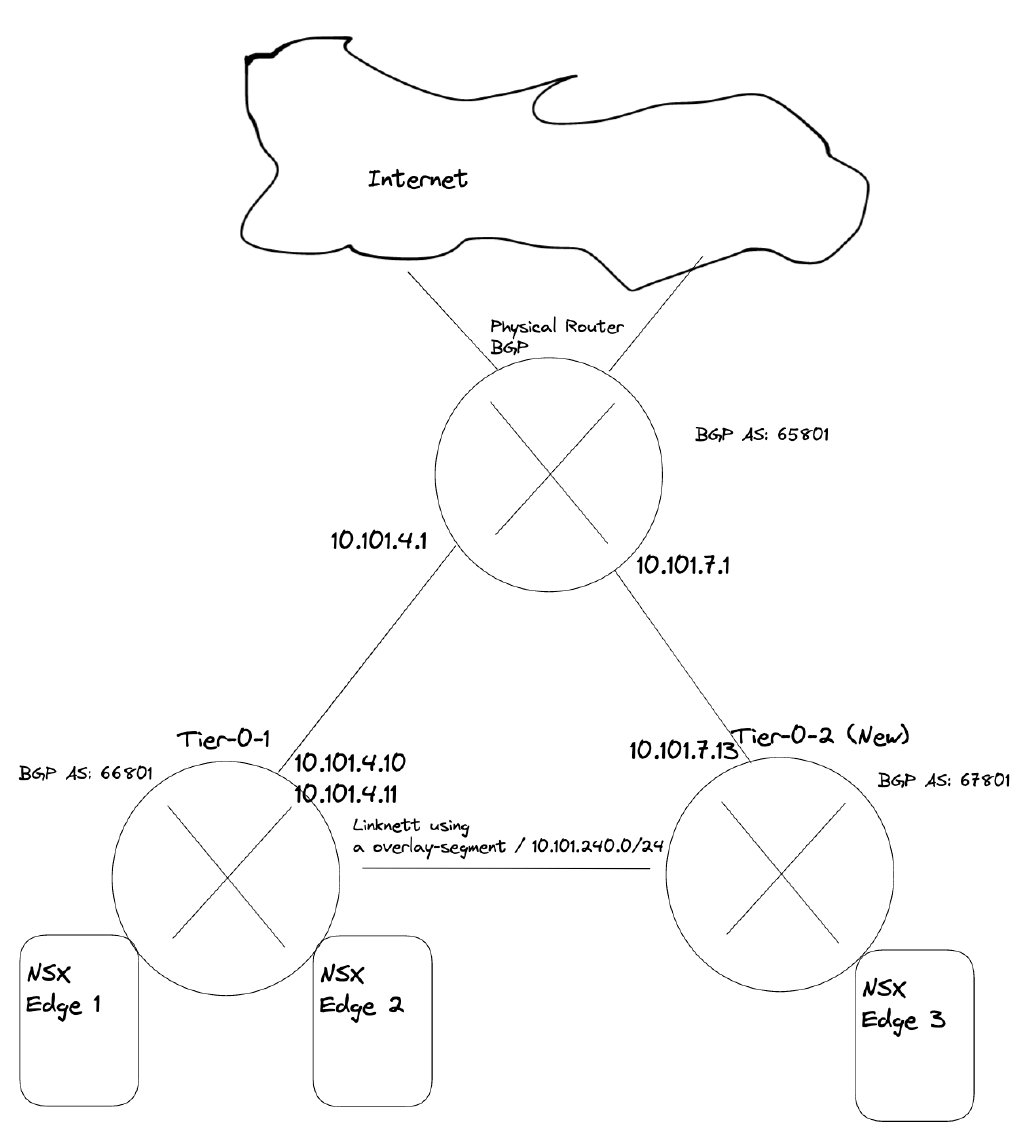 Internet
Physical Router
BGP
BGP AS: 65801
10.101.4.1
10.101.7.1
Tier-0-1
Tier-0-2 (New)
10.101.7.13
10.101.4.10
BGP AS: 66801
BGP AS: 67801
10.101.4.11
Linknett using
a overlay-segment / 10.101.240.0/24
NSX
Edge 1
NSX
Edge 2
NSX
Edge 3